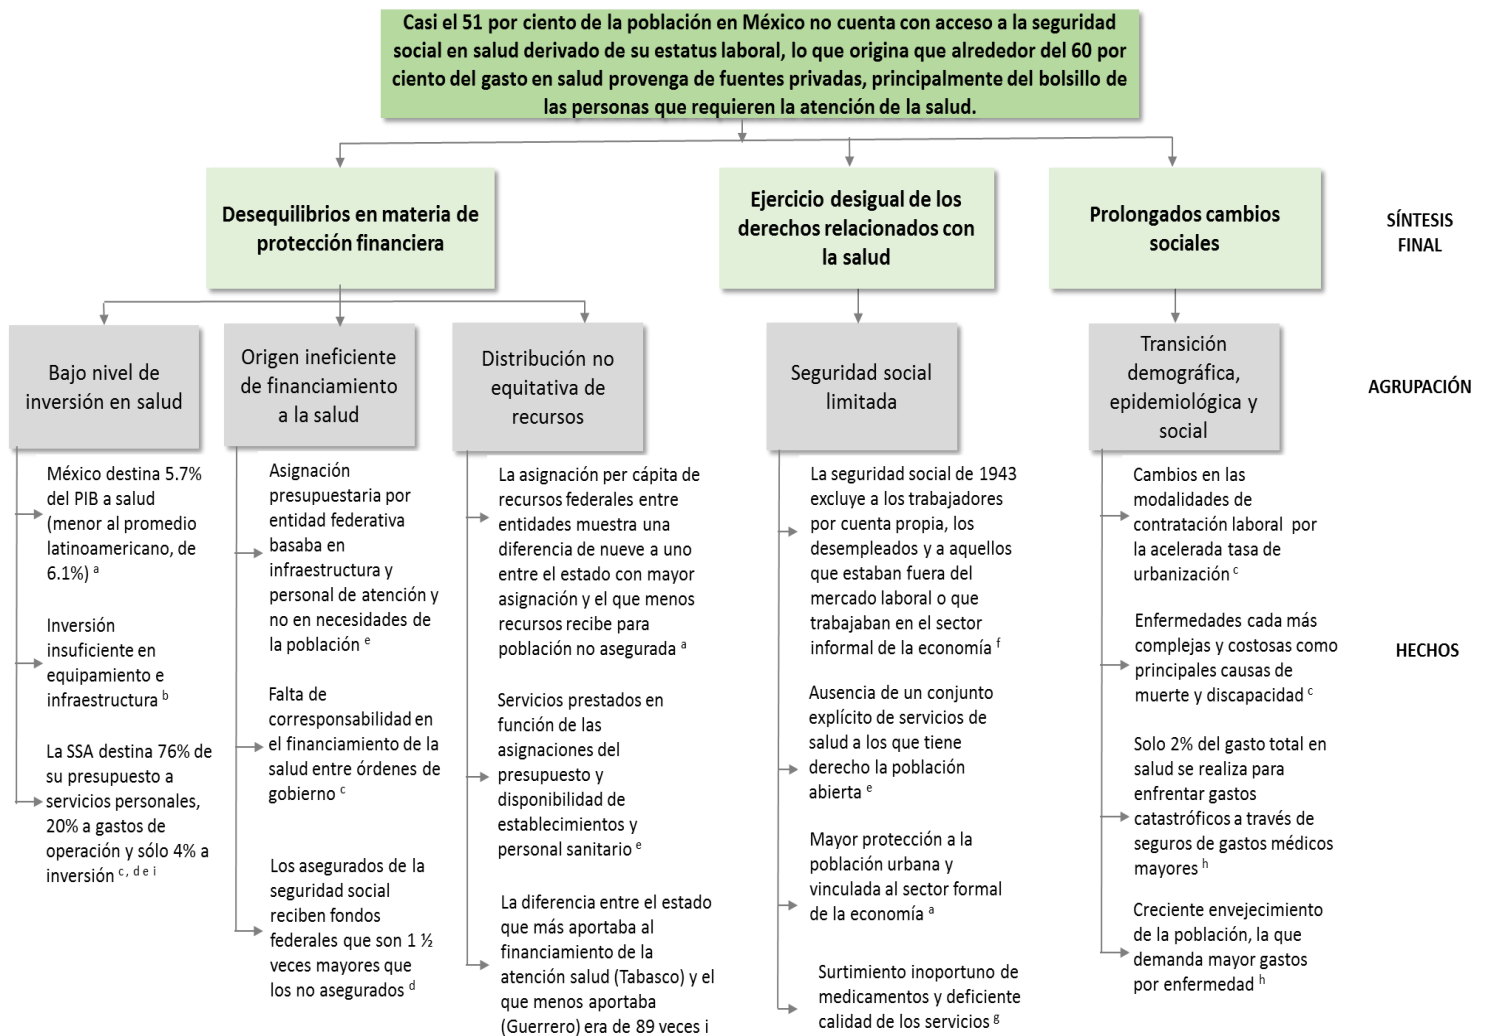 Casi el 51 por ciento de la población en México no cuenta con acceso a la seguridad
social en salud derivado de su estatus laboral, lo que origina que alrededor del 60 por
ciento del gasto en salud provenga de fuentes privadas, principalmente del bolsillo de
las personas que requieren la atención de la salud.
Desequilibrios en materia de
protección financiera
Ejercicio desigual de los
derechos relacionados con
la salud
Prolongados cambios
sociales
SÍNTESIS
FINAL
Bajo nivel de
inversión en salud
Origen ineficiente
de financiamiento
a la salud
Distribución no
equitativa de
recursos
Seguridad social
limitada
Transición
demográfica,
epidemiológica y
social
AGRUPACIÓN
México destina 5.7%
del PIB a salud
(menor al promedio
latinoamericano, de
6.1%) a
Inversión
insuficiente en
equipamiento e
infraestructura b
La SSA destina 76% de
su presupuesto a
servicios personales,
20% a gastos de
operación y sólo 4% a
inversión c, d e i
Asignación
presupuestaria por
entidad federativa
basaba en
infraestructura y
personal de atención y
no en necesidades de
la población e
Falta de
corresponsabilidad en
el financiamiento de la
salud entre órdenes de
gobierno c
Los asegurados de la
seguridad social
reciben fondos
federales que son 1 ½
veces mayores que
los no asegurados d
La asignación per cápita de
recursos federales entre
entidades muestra una
diferencia de nueve a uno
entre el estado con mayor
asignación y el que menos
recursos recibe para
población no asegurada a
Servicios prestados en
función de las
asignaciones del
presupuesto y
disponibilidad de
establecimientos y
personal sanitario e
La diferencia entre el estado
que más aportaba al
financiamiento de la
atención salud (Tabasco) y el
que menos aportaba
(Guerrero) era de 89 veces i
La seguridad social de 1943
excluye a los trabajadores
por cuenta propia, los
desempleados y a aquellos
que estaban fuera del
mercado laboral o que
trabajaban en el sector
informal de la economía f
Ausencia de un conjunto
explícito de servicios de
salud a los que tiene
derecho la población
abierta e
Mayor protección a la
población urbana y
vinculada al sector formal
de la economía a
Surtimiento inoportuno de
medicamentos y deficiente
calidad de los servicios g
Cambios en las
modalidades de
contratación laboral por
la acelerada tasa de
urbanización c
Enfermedades cada más
complejas y costosas como
principales causas de
muerte y discapacidad c
Solo 2% del gasto total en
salud se realiza para
enfrentar gastos
catastróficos a través de
seguros de gastos médicos
mayores h
Creciente envejecimiento
de la población, la que
demanda mayor gastos
por enfermedad h
HECHOS